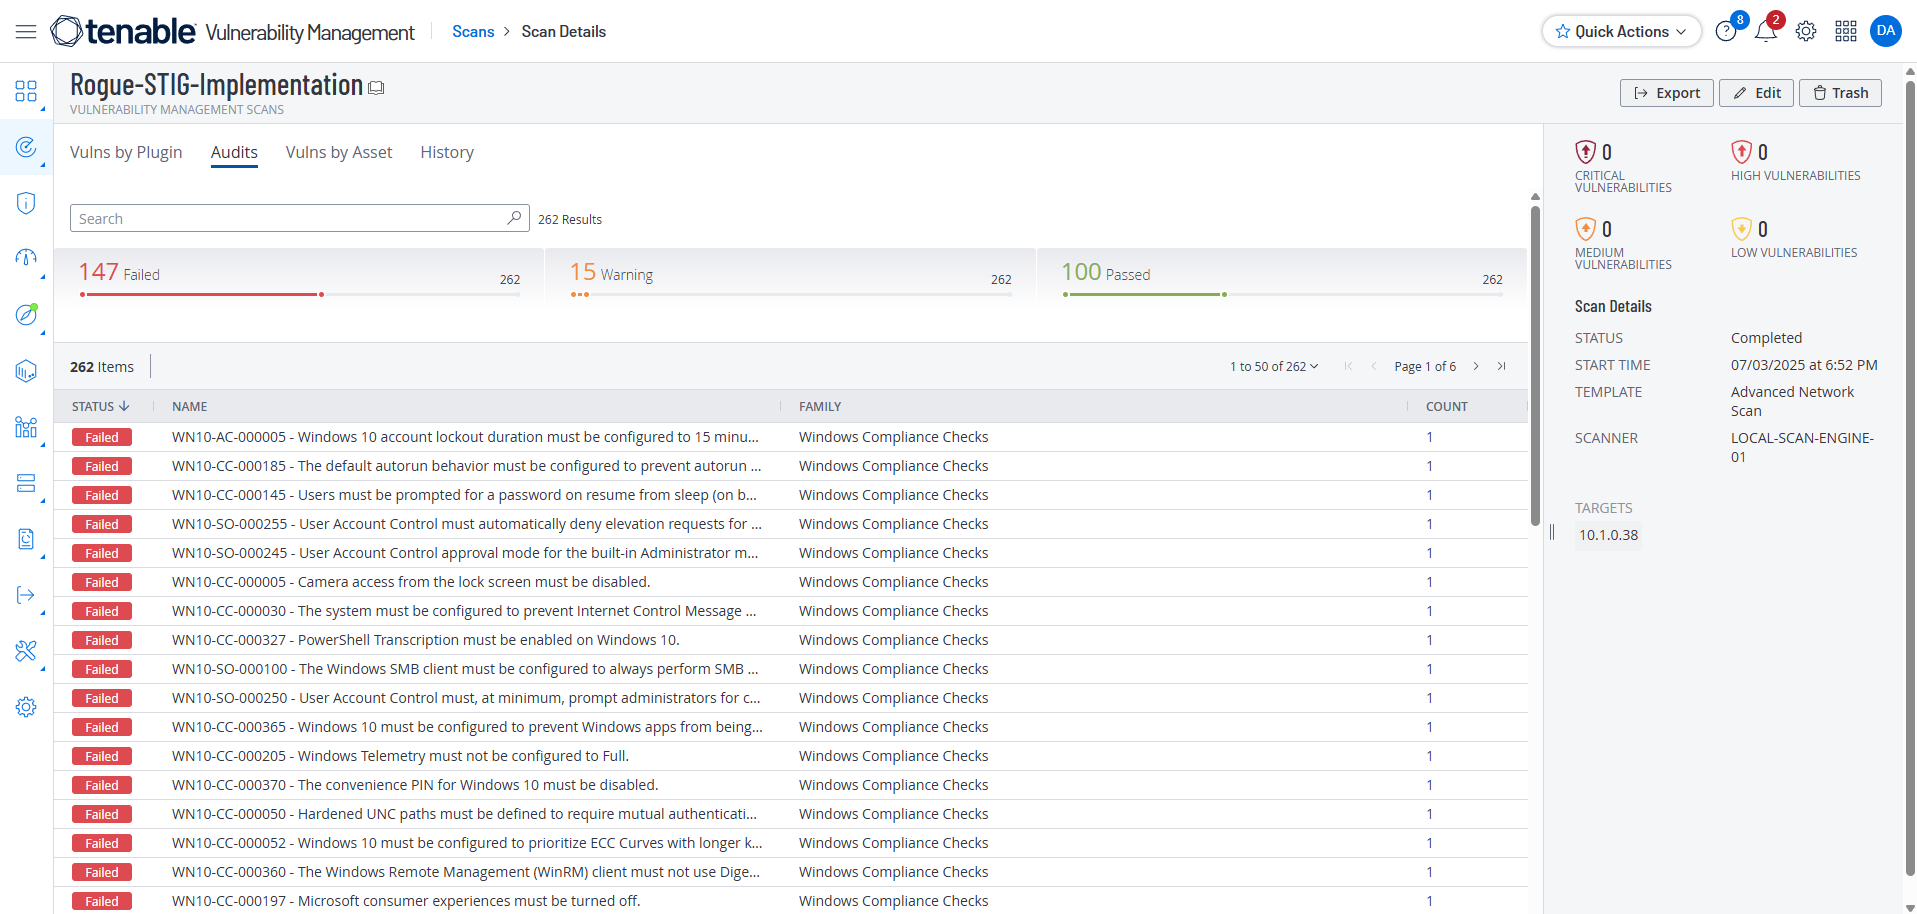 tenable Vulnerability Management
Scans > Scan Details
Quick Actions
8
2
DA
Rogue-STIG-Implementation
VULNERABILITY MANAGEMENT SCANS
Export
Edit
Trash
Vulns by Plugin
Audits
Vulns by Asset
History
Search
262 Results
147 Failed
262
15 Warning
262
100 Passed
262
262 Items
1 to 50 of 262
Page 1 of 6
STATUS NAME FAMILY COUNT
Failed WN10-AC-000005 - Windows 10 account lockout duration must be configured to 15 minu... Windows Compliance Checks 1
Failed WN10-CC-000185 - The default autorun behavior must be configured to prevent autorun ... Windows Compliance Checks 1
Failed WN10-CC-000145 - Users must be prompted for a password on resume from sleep (on b... Windows Compliance Checks 1
Failed WN10-SO-000255 - User Account Control must automatically deny elevation requests for ... Windows Compliance Checks 1
Failed WN10-SO-000245 - User Account Control approval mode for the built-in Administrator m... Windows Compliance Checks 1
Failed WN10-CC-000005 - Camera access from the lock screen must be disabled. Windows Compliance Checks 1
Failed WN10-CC-000030 - The system must be configured to prevent Internet Control Message ... Windows Compliance Checks 1
Failed WN10-CC-000327 - PowerShell Transcription must be enabled on Windows 10. Windows Compliance Checks 1
Failed WN10-SO-000100 - The Windows SMB client must be configured to always perform SMB ... Windows Compliance Checks 1
Failed WN10-SO-000250 - User Account Control must, at minimum, prompt administrators for c... Windows Compliance Checks 1
Failed WN10-CC-000365 - Windows 10 must be configured to prevent Windows apps from being... Windows Compliance Checks 1
Failed WN10-CC-000205 - Windows Telemetry must not be configured to Full. Windows Compliance Checks 1
Failed WN10-CC-000370 - The convenience PIN for Windows 10 must be disabled. Windows Compliance Checks 1
Failed WN10-CC-000050 - Hardened UNC paths must be defined to require mutual authenticati... Windows Compliance Checks 1
Failed WN10-CC-000052 - Windows 10 must be configured to prioritize ECC Curves with longer k... Windows Compliance Checks 1
Failed WN10-CC-000360 - The Windows Remote Management (WinRM) client must not use Dige... Windows Compliance Checks 1
Failed WN10-CC-000197 - Microsoft consumer experiences must be turned off. Windows Compliance Checks 1
0
CRITICAL
VULNERABILITIES
0
HIGH VULNERABILITIES
0
MEDIUM
VULNERABILITIES
0
LOW VULNERABILITIES
Scan Details
STATUS Completed
START TIME 07/03/2025 at 6:52 PM
TEMPLATE Advanced Network
Scan
SCANNER LOCAL-SCAN-ENGINE-
01
TARGETS
10.1.0.38